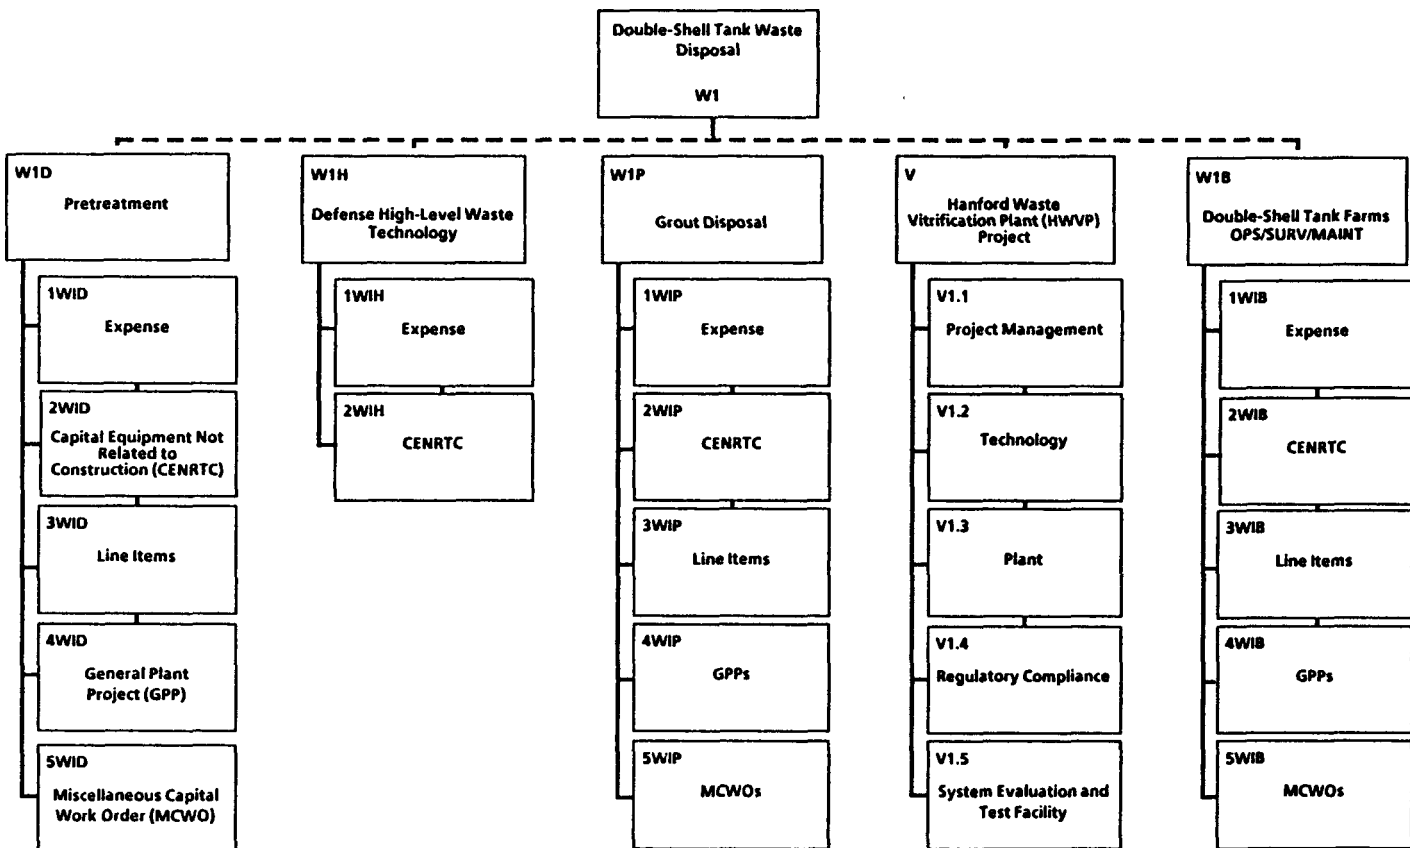 Double-Shell Tank Waste
Disposal
W1
W1D
Pretreatment
1WID
Expense
2WID
Capital Equipment Not
Related to
Construction (CENRTC)
3WID
Line Items
4WID
General Plant
Project (GPP)
5WID
Miscellaneous Capital
Work Order (MCWO)
W1H
Defense High-Level Waste
Technology
1WIH
Expense
2WIH
CENRTC
W1P
Grout Disposal
1WIP
Expense
2WIP
CENRTC
3WIP
Line Items
4WIP
GPPs
5WIP
MCWOs
V
Hanford Waste
Vitrification Plant (HWVP)
Project
V1.1
Project Management
V1.2
Technology
V1.3
Plant
V1.4
Regulatory Compliance
V1.5
System Evaluation and
Test Facility
W1B
Double-Shell Tank Farms
OPS/SURV/MAINT
1WIB
Expense
2WIB
CENRTC
3WIB
Line Items
4WIB
GPPs
5WIB
MCWOs